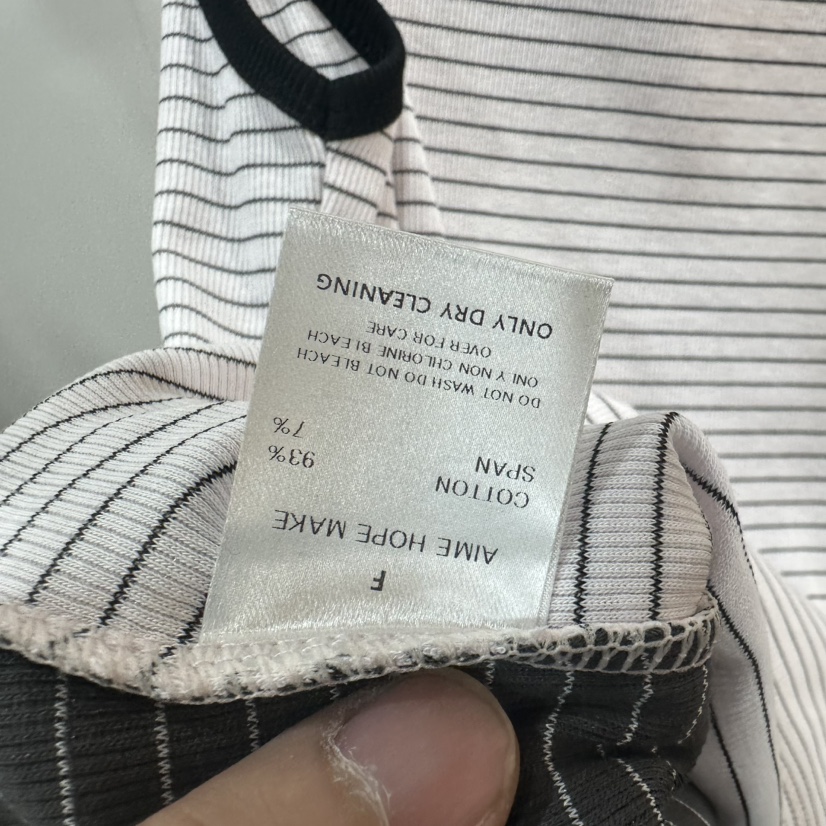 F
AIME HOPE MAKE
COTTON 93%
SPAN 7%
DO NOT WASH DO NOT BLEACH
ONLY NON CHLORINE BLEACH
OVER FOR CARE
ONLY DRY CLEANING